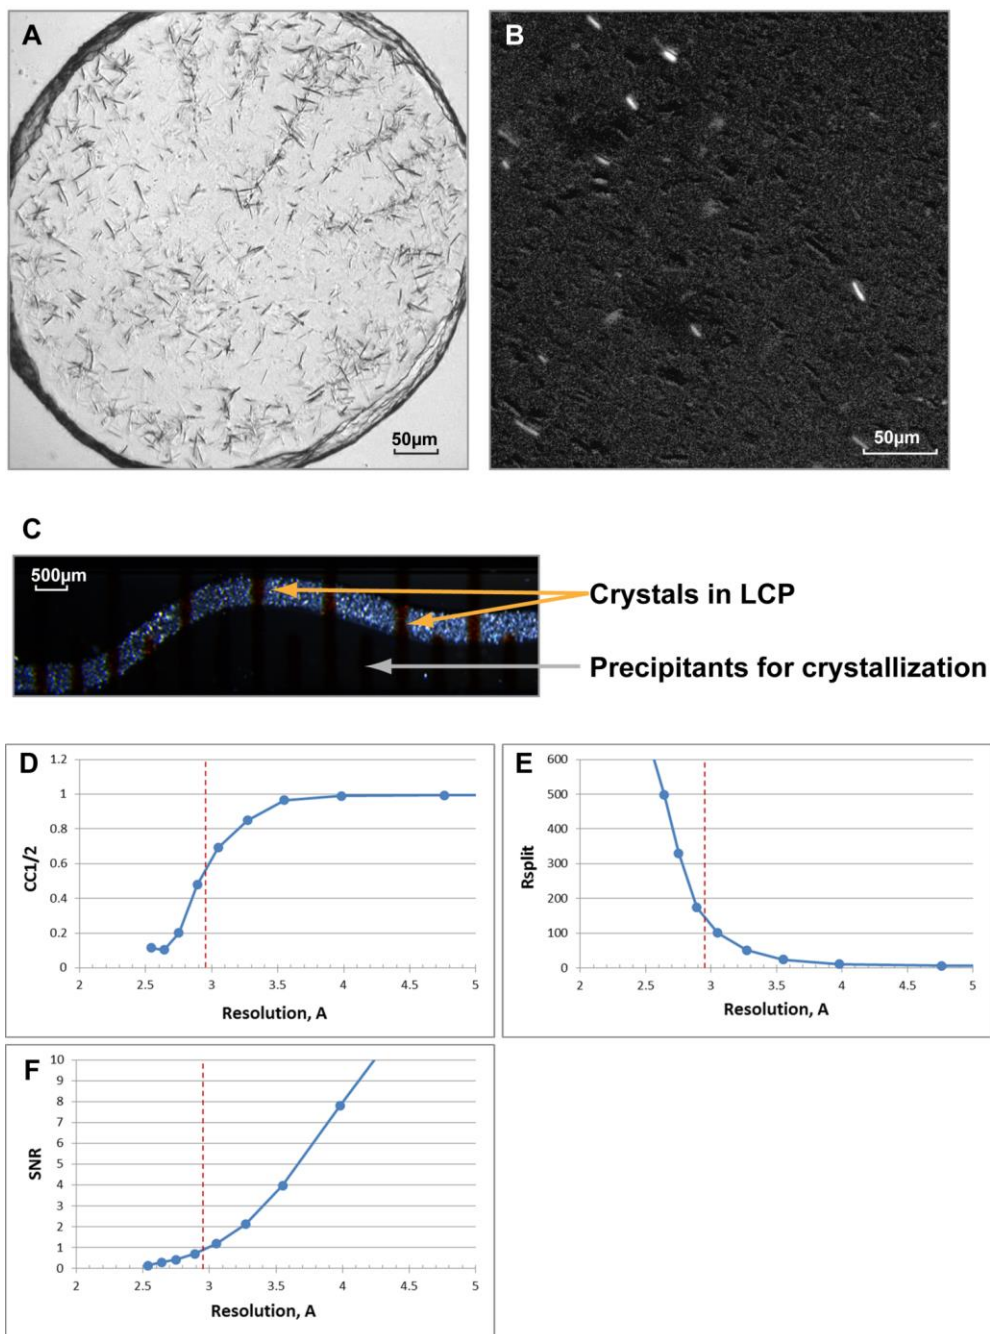 A
50μm
B
50μm
C
500μm
Crystals in LCP
Precipitants for crystallization
D
1.2
1
0.8
0.6
0.4
0.2
0
CC1/2
2 2.5 3 3.5 4 4.5 5
Resolution, A
E
600
500
400
300
200
100
0
Rsplit
2 2.5 3 3.5 4 4.5 5
Resolution, A
F
10
9
8
7
6
5
4
3
2
1
0
SNR
2 2.5 3 3.5 4 4.5 5
Resolution, A